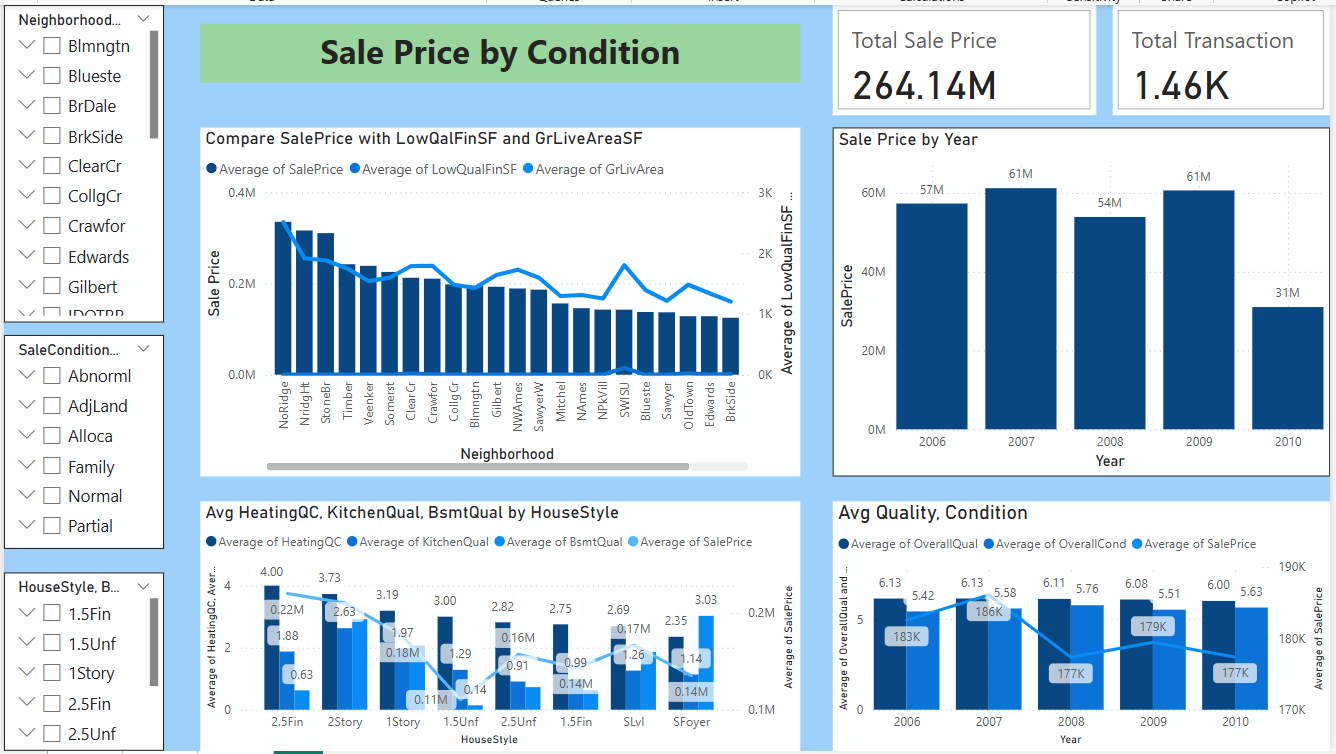 Neighborhood...
Blmngtn
Blueste
BrDale
BrkSide
ClearCr
CollgCr
Crawfor
Edwards
Gilbert
SaleCondition...
Abnorml
AdjLand
Alloca
Family
Normal
Partial
HouseStyle, B...
1.5Fin
1.5Unf
1Story
2.5Fin
2.5Unf
Sale Price by Condition
Total Sale Price
264.14M
Total Transaction
1.46K
Compare SalePrice with LowQalFinSF and GrLiveAreaSF
Average of SalePrice Average of LowQualFinSF Average of GrLivArea
0.4M
0.2M
0.0M
Sale Price
3K
2K
1K
0K
Average of LowQualFinSF ...
NoRidge
NridgHt
StoneBr
Timber
Veenker
Somerst
ClearCr
Crawfor
CollgCr
Blmngtn
Gilbert
NWAmes
SawyerW
Mitchel
NAmes
NPkVill
SWISU
Blueste
Sawyer
OldTown
Edwards
BrkSide
Neighborhood
Sale Price by Year
60M
40M
20M
0M
SalePrice
57M
61M
54M
61M
31M
2006 2007 2008 2009 2010
Year
Avg HeatingQC, KitchenQual, BsmtQual by HouseStyle
Average of HeatingQC Average of KitchenQual Average of BsmtQual Average of SalePrice
Average of HeatingQC, Aver...
4
2
0
4.00 3.73 3.19 3.00 2.82 2.75 2.69 2.35 3.03
0.22M 2.63 1.97 0.16M 0.17M
1.88 0.18M 1.29 0.91 0.99 1.26 1.14
0.63 0.11M 0.14 0.14M 0.14M
0.2M
0.1M
Average of SalePrice
2.5Fin 2Story 1Story 1.5Unf 2.5Unf 1.5Fin SLvl SFoyer
HouseStyle
Avg Quality, Condition
Average of OverallQual Average of OverallCond Average of SalePrice
Average of OverallQual and ...
5
0
6.13 5.42 6.13 5.58 6.11 5.76 6.08 5.51 6.00 5.63
183K 186K 177K 179K 177K
190K
180K
170K
Average of SalePrice
2006 2007 2008 2009 2010
Year